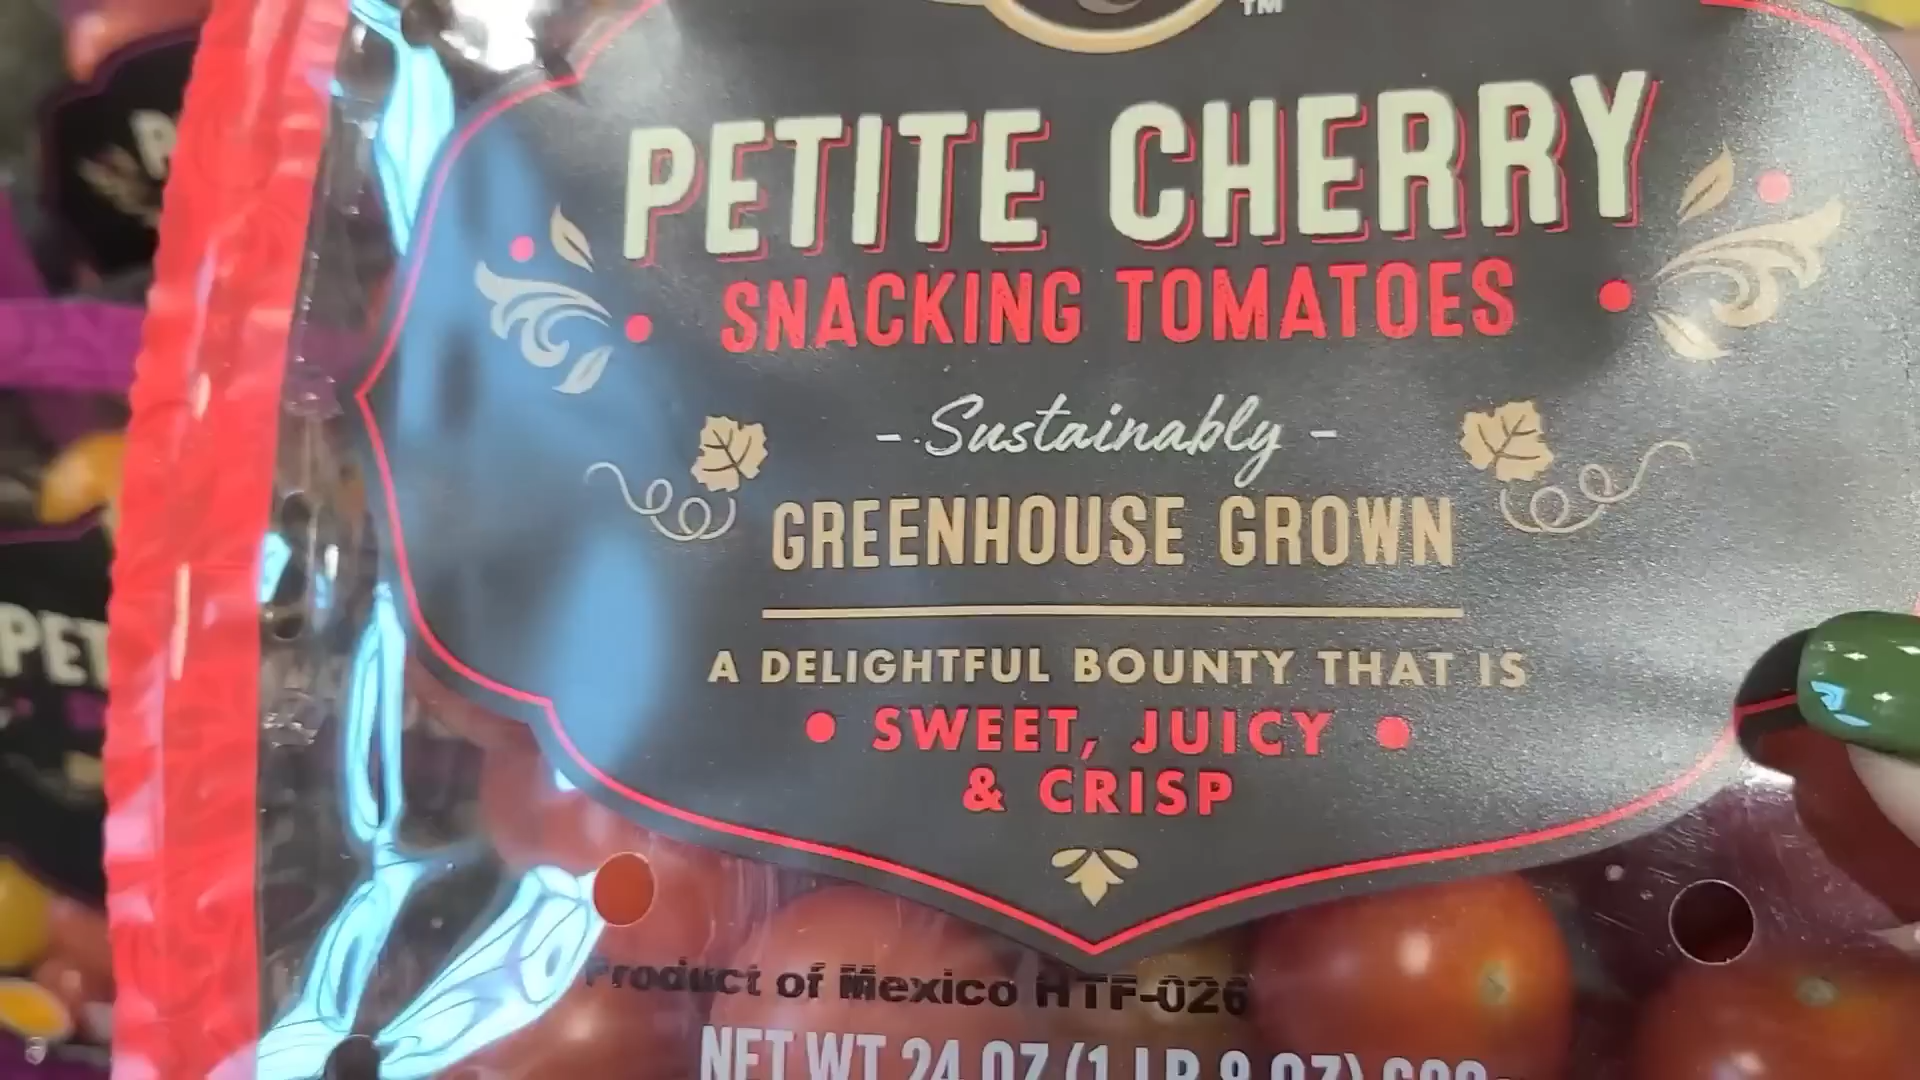 TM
PETITE CHERRY
SNACKING TOMATOES
- Sustainably -
GREENHOUSE GROWN
A DELIGHTFUL BOUNTY THAT IS
• SWEET, JUICY •
& CRISP
Product of Mexico HTF-026
NET WT 24 OZ (1 LB 8 OZ)
PET